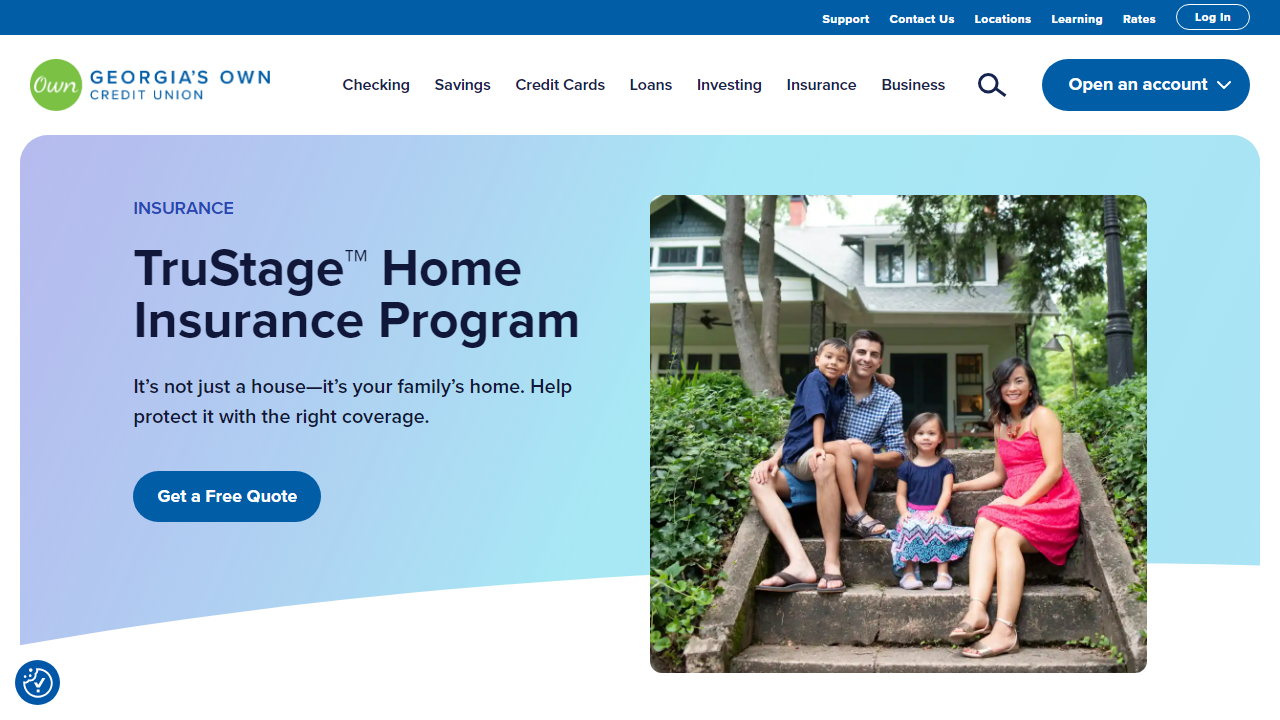 Support Contact Us Locations Learning Rates Log In
Own GEORGIA'S OWN
CREDIT UNION
Checking Savings Credit Cards Loans Investing Insurance Business Open an account
INSURANCE
TruStage™ Home
Insurance Program
It’s not just a house—it’s your family’s home. Help
protect it with the right coverage.
Get a Free Quote